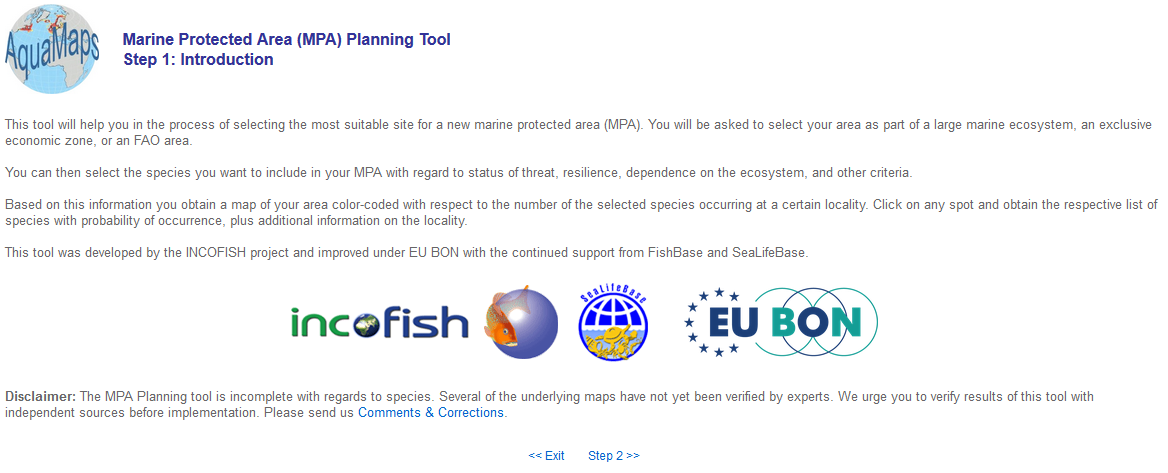 AquaMaps
Marine Protected Area (MPA) Planning Tool
Step 1: Introduction
This tool will help you in the process of selecting the most suitable site for a new marine protected area (MPA). You will be asked to select your area as part of a large marine ecosystem, an exclusive
economic zone, or an FAO area.
You can then select the species you want to include in your MPA with regard to status of threat, resilience, dependence on the ecosystem, and other criteria.
Based on this information you obtain a map of your area color-coded with respect to the number of the selected species occurring at a certain locality. Click on any spot and obtain the respective list of
species with probability of occurrence, plus additional information on the locality.
This tool was developed by the INCOFISH project and improved under EU BON with the continued support from FishBase and SeaLifeBase.
incofish
SeaLifeBase
EU BON
Disclaimer: The MPA Planning tool is incomplete with regards to species. Several of the underlying maps have not yet been verified by experts. We urge you to verify results of this tool with
independent sources before implementation. Please send us Comments & Corrections.
<< Exit Step 2 >>